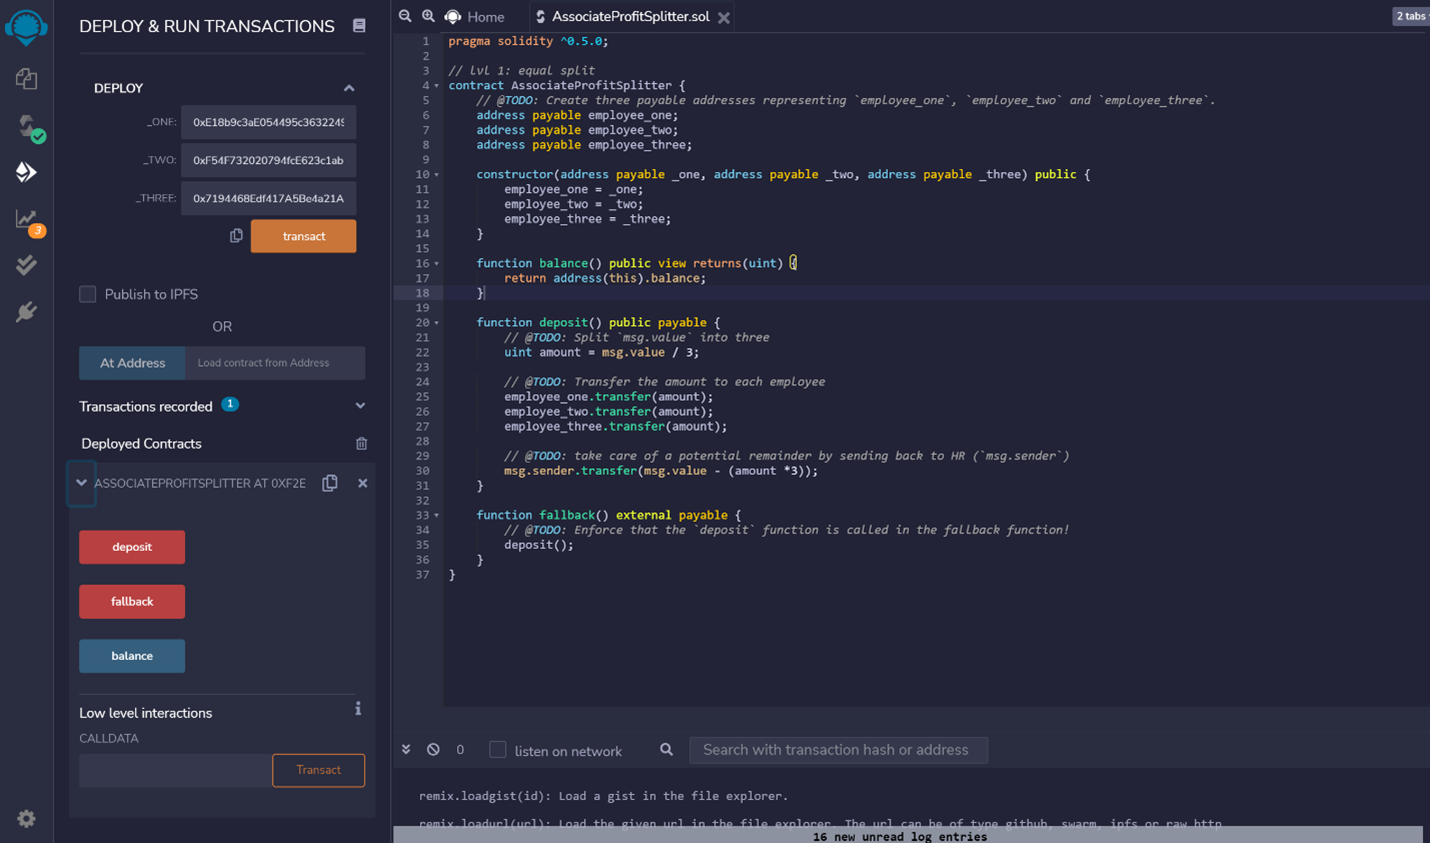 DEPLOY & RUN TRANSACTIONS
DEPLOY
_ONE: 0xE18b9c3aE054495c3632249
_TWO: 0xF54F732020794fcE623c1ab
_THREE: 0x7194468Edf417A5Be4a21A
transact
Publish to IPFS
OR
At Address Load contract from Address
Transactions recorded 1
Deployed Contracts
ASSOCIATEPROFITSPLITTER AT 0XF2E
deposit
fallback
balance
Low level interactions
CALLDATA
Transact
3
Home AssociateProfitSplitter.sol 2 tabs
1 pragma solidity ^0.5.0;
2
3 // lvl 1: equal split
4 contract AssociateProfitSplitter {
5 // @TODO: Create three payable addresses representing `employee_one`, `employee_two` and `employee_three`.
6 address payable employee_one;
7 address payable employee_two;
8 address payable employee_three;
9
10 constructor(address payable _one, address payable _two, address payable _three) public {
11 employee_one = _one;
12 employee_two = _two;
13 employee_three = _three;
14 }
15
16 function balance() public view returns(uint) {
17 return address(this).balance;
18 }
19
20 function deposit() public payable {
21 // @TODO: Split `msg.value` into three
22 uint amount = msg.value / 3;
23
24 // @TODO: Transfer the amount to each employee
25 employee_one.transfer(amount);
26 employee_two.transfer(amount);
27 employee_three.transfer(amount);
28
29 // @TODO: take care of a potential remainder by sending back to HR (`msg.sender`)
30 msg.sender.transfer(msg.value - (amount *3));
31 }
32
33 function fallback() external payable {
34 // @TODO: Enforce that the `deposit` function is called in the fallback function!
35 deposit();
36 }
37 }
0 listen on network Search with transaction hash or address
remix.loadgist(id): Load a gist in the file explorer.
remix.loadurl(url): Load the given url in the file explorer. The url can be of type github, swarm, ipfs or raw http
16 new unread log entries